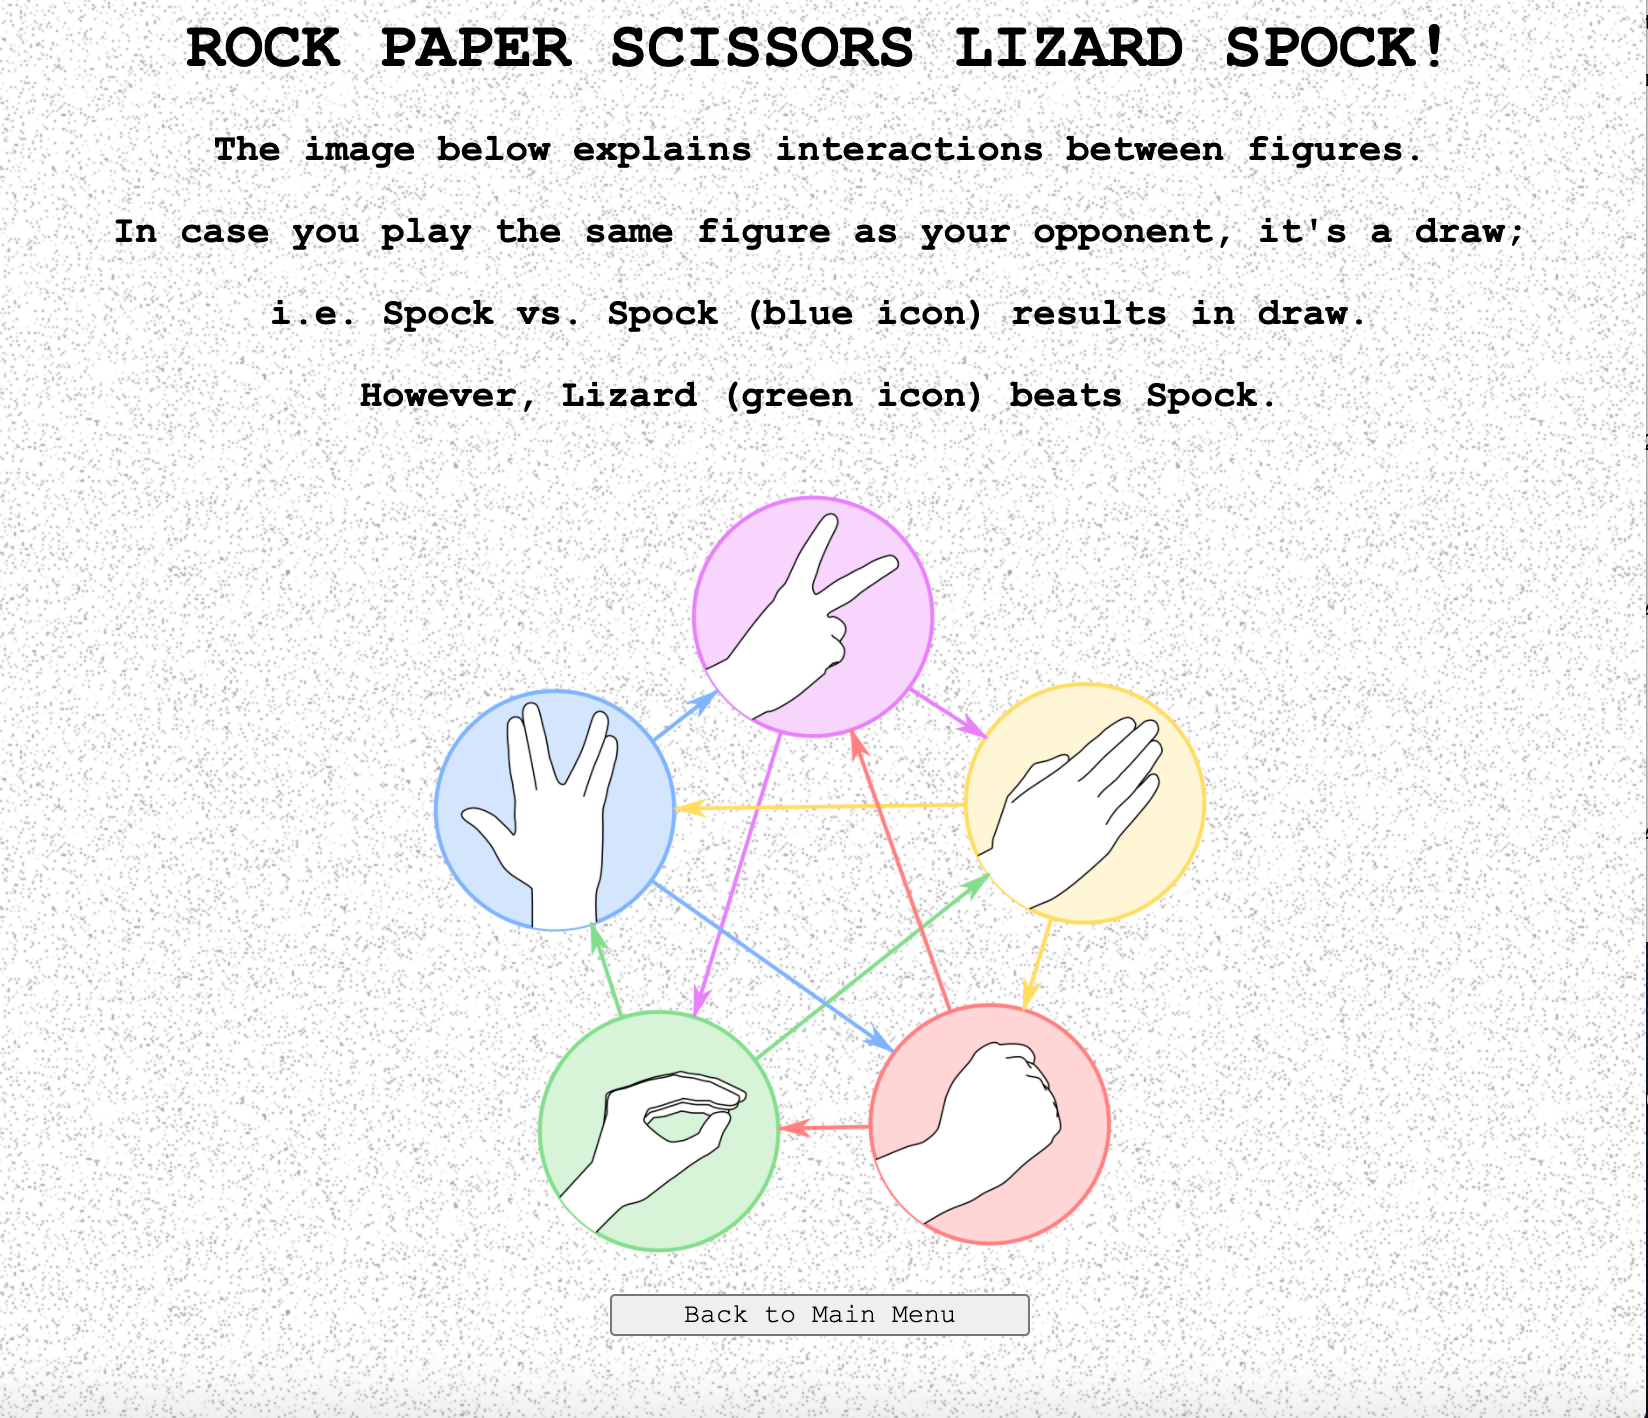 ROCK PAPER SCISSORS LIZARD SPOCK!
The image below explains interactions between figures.
In case you play the same figure as your opponent, it's a draw;
i.e. Spock vs. Spock (blue icon) results in draw.
However, Lizard (green icon) beats Spock.
Back to Main Menu